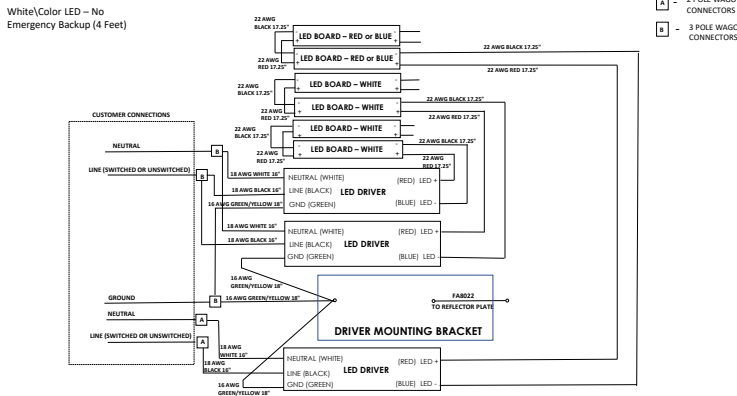 White\Color LED – No
Emergency Backup (4 Feet)
A - 2 POLE WAGO
CONNECTORS
B - 3 POLE WAGO
CONNECTORS
22 AWG
BLACK 17.25"
LED BOARD – RED or BLUE
LED BOARD – RED or BLUE
22 AWG
RED 17.25"
22 AWG BLACK 17.25"
22 AWG RED 17.25"
22 AWG
BLACK 17.25"
LED BOARD – WHITE
LED BOARD – WHITE
22 AWG
RED 17.25"
22 AWG BLACK 17.25"
22 AWG RED 17.25"
22 AWG
BLACK 17.25"
LED BOARD – WHITE
LED BOARD – WHITE
22 AWG
RED 17.25"
22 AWG BLACK 17.25"
22 AWG
RED 17.25"
CUSTOMER CONNECTIONS
NEUTRAL
B
LINE (SWITCHED OR UNSWITCHED)
B
18 AWG WHITE 16"
18 AWG BLACK 16"
16 AWG GREEN/YELLOW 18"
NEUTRAL (WHITE)
LINE (BLACK)
GND (GREEN)
LED DRIVER
(RED) LED +
(BLUE) LED -
18 AWG WHITE 16"
18 AWG BLACK 16"
NEUTRAL (WHITE)
LINE (BLACK)
GND (GREEN)
LED DRIVER
(RED) LED +
(BLUE) LED -
16 AWG
GREEN/YELLOW 18"
GROUND
B
16 AWG GREEN/YELLOW 18"
FA8022
TO REFLECTOR PLATE
DRIVER MOUNTING BRACKET
NEUTRAL
A
LINE (SWITCHED OR UNSWITCHED)
A
18 AWG
WHITE 16"
18 AWG
BLACK 16"
16 AWG
GREEN/YELLOW 18"
NEUTRAL (WHITE)
LINE (BLACK)
GND (GREEN)
LED DRIVER
(RED) LED +
(BLUE) LED -